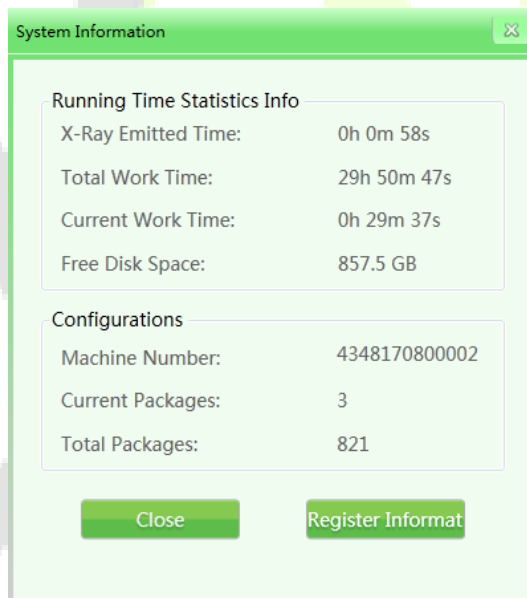 System Information
Running Time Statistics Info
X-Ray Emitted Time: 0h 0m 58s
Total Work Time: 29h 50m 47s
Current Work Time: 0h 29m 37s
Free Disk Space: 857.5 GB
Configurations
Machine Number: 4348170800002
Current Packages: 3
Total Packages: 821
Close Register Informat